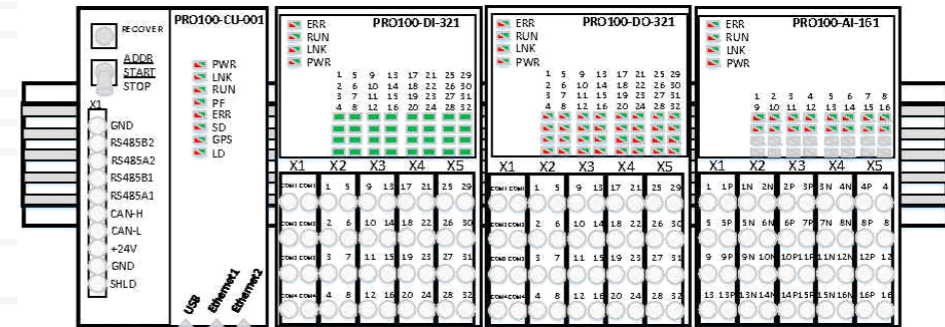 PRO100-CU-001
RECOVER
ADDR
START
STOP
X1
GND
RS485B2
RS485A2
RS485B1
RS485A1
CAN-H
CAN-L
+24V
GND
SHLD
PWR
LNK
RUN
PF
ERR
SD
GPS
LD
USB
Ethernet1
Ethernet2
PRO100-DI-321
ERR
RUN
LNK
PWR
1 5 9 13 17 21 25 29
2 6 10 14 18 22 26 30
3 7 11 15 19 23 27 31
4 8 12 16 20 24 28 32
X1 X2 X3 X4 X5
COM1 COM1 1 5 9 13 17 21 25 29
2 6 10 14 18 22 26 30
3 7 11 15 19 23 27 31
COM4 COM4 4 8 12 16 20 24 28 32
PRO100-DO-321
ERR
RUN
LNK
PWR
1 5 9 13 17 21 25 29
2 6 10 14 18 22 26 30
3 7 11 15 19 23 27 31
4 8 12 16 20 24 28 32
X1 X2 X3 X4 X5
COM1 COM1 1 5 9 13 17 21 25 29
2 6 10 14 18 22 26 30
3 7 11 15 19 23 27 31
COM4 COM4 4 8 12 16 20 24 28 32
PRO100-AI-161
ERR
RUN
LNK
PWR
1 2 3 4 5 6 7 8
9 10 11 12 13 14 15 16
X1 X2 X3 X4 X5
1 1P 1N 2N 2P 3P 3N 4N 4P 4
5 5P 5N 6N 6P 7P 7N 8N 8P 8
9 9P 9N 10N 10P 11P 11N 12N 12P 12
13 13P 13N 14N 14P 15P 15N 16N 16P 16